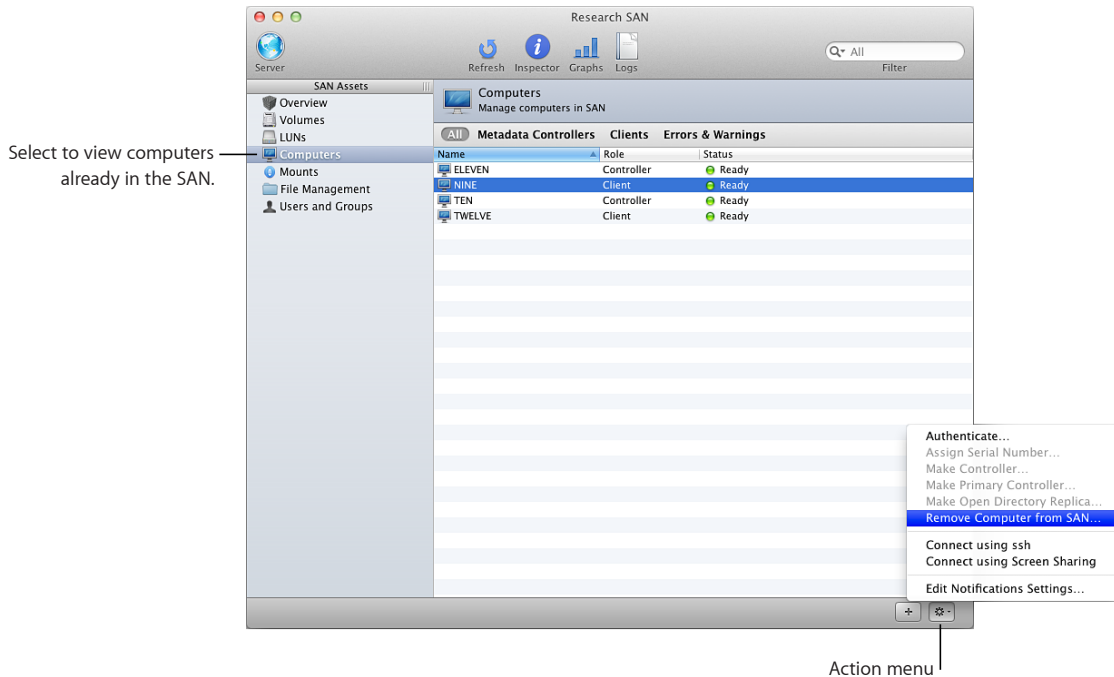 Research SAN
Server
Refresh Inspector Graphs Logs
All
Filter
SAN Assets
Overview
Volumes
LUNs
Computers
Mounts
File Management
Users and Groups
Select to view computers
already in the SAN.
Computers
Manage computers in SAN
All Metadata Controllers Clients Errors & Warnings
Name Role Status
ELEVEN Controller Ready
NINE Client Ready
TEN Controller Ready
TWELVE Client Ready
Authenticate...
Assign Serial Number...
Make Controller...
Make Primary Controller...
Make Open Directory Replica...
Remove Computer from SAN...
Connect using ssh
Connect using Screen Sharing
Edit Notifications Settings...
Action menu